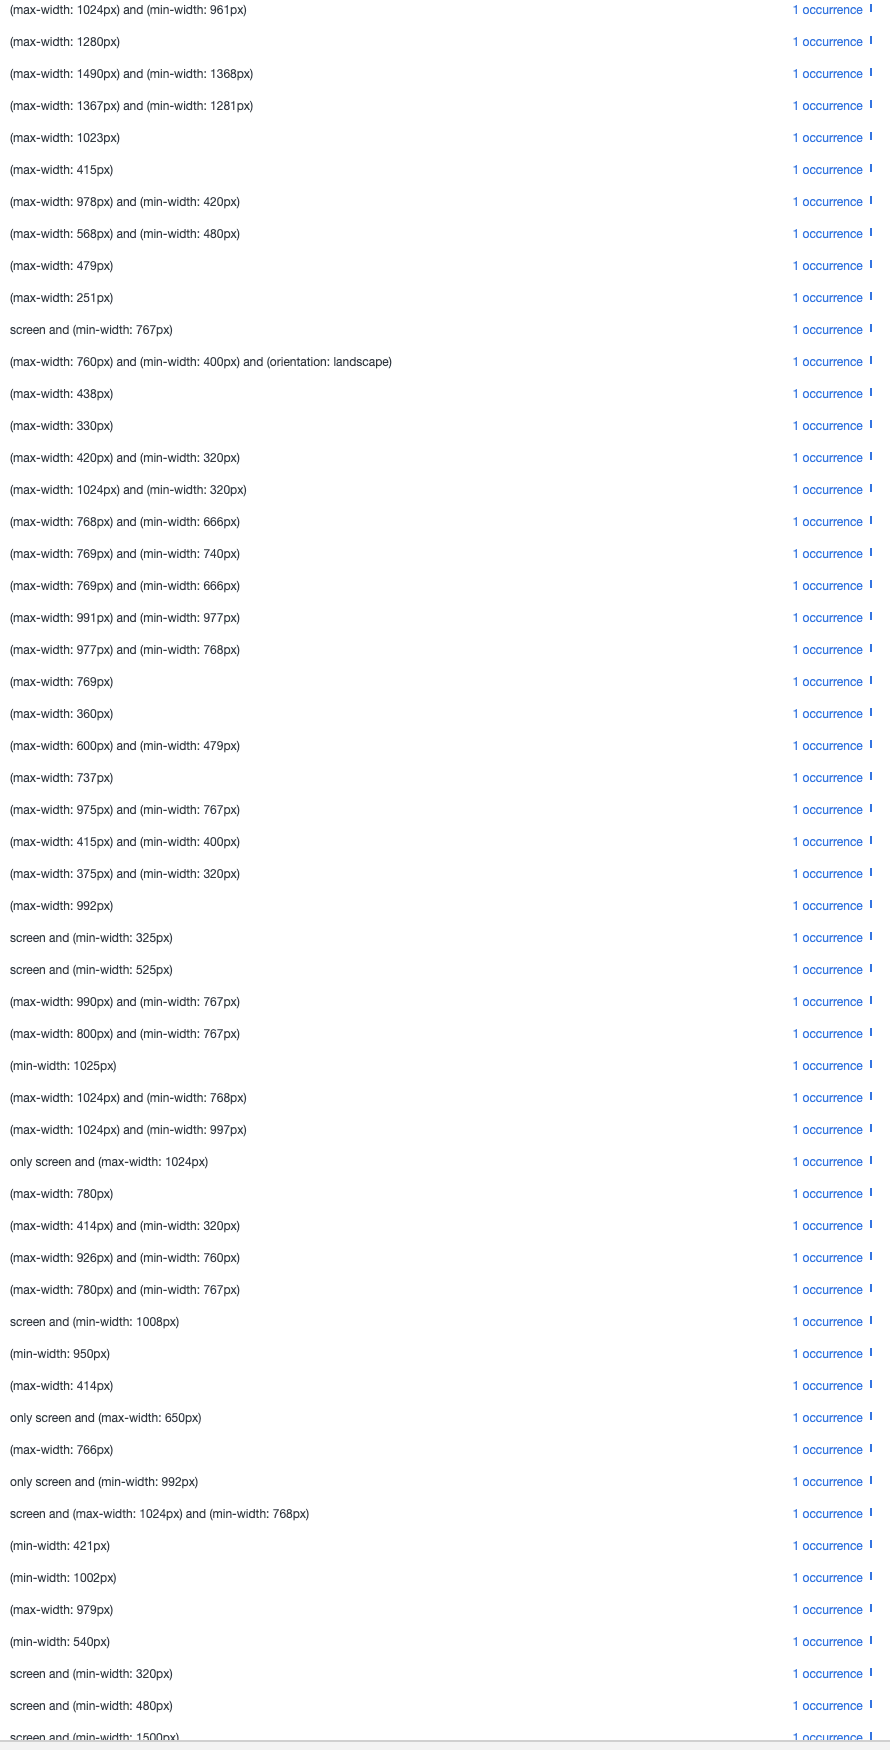 (max-width: 1024px) and (min-width: 961px) 1 occurrence
(max-width: 1280px) 1 occurrence
(max-width: 1490px) and (min-width: 1368px) 1 occurrence
(max-width: 1367px) and (min-width: 1281px) 1 occurrence
(max-width: 1023px) 1 occurrence
(max-width: 415px) 1 occurrence
(max-width: 978px) and (min-width: 420px) 1 occurrence
(max-width: 568px) and (min-width: 480px) 1 occurrence
(max-width: 479px) 1 occurrence
(max-width: 251px) 1 occurrence
screen and (min-width: 767px) 1 occurrence
(max-width: 760px) and (min-width: 400px) and (orientation: landscape) 1 occurrence
(max-width: 438px) 1 occurrence
(max-width: 330px) 1 occurrence
(max-width: 420px) and (min-width: 320px) 1 occurrence
(max-width: 1024px) and (min-width: 320px) 1 occurrence
(max-width: 768px) and (min-width: 666px) 1 occurrence
(max-width: 769px) and (min-width: 740px) 1 occurrence
(max-width: 769px) and (min-width: 666px) 1 occurrence
(max-width: 991px) and (min-width: 977px) 1 occurrence
(max-width: 977px) and (min-width: 768px) 1 occurrence
(max-width: 769px) 1 occurrence
(max-width: 360px) 1 occurrence
(max-width: 600px) and (min-width: 479px) 1 occurrence
(max-width: 737px) 1 occurrence
(max-width: 975px) and (min-width: 767px) 1 occurrence
(max-width: 415px) and (min-width: 400px) 1 occurrence
(max-width: 375px) and (min-width: 320px) 1 occurrence
(max-width: 992px) 1 occurrence
screen and (min-width: 325px) 1 occurrence
screen and (min-width: 525px) 1 occurrence
(max-width: 990px) and (min-width: 767px) 1 occurrence
(max-width: 800px) and (min-width: 767px) 1 occurrence
(min-width: 1025px) 1 occurrence
(max-width: 1024px) and (min-width: 768px) 1 occurrence
(max-width: 1024px) and (min-width: 997px) 1 occurrence
only screen and (max-width: 1024px) 1 occurrence
(max-width: 780px) 1 occurrence
(max-width: 414px) and (min-width: 320px) 1 occurrence
(max-width: 926px) and (min-width: 760px) 1 occurrence
(max-width: 780px) and (min-width: 767px) 1 occurrence
screen and (min-width: 1008px) 1 occurrence
(min-width: 950px) 1 occurrence
(max-width: 414px) 1 occurrence
only screen and (max-width: 650px) 1 occurrence
(max-width: 766px) 1 occurrence
only screen and (min-width: 992px) 1 occurrence
screen and (max-width: 1024px) and (min-width: 768px) 1 occurrence
(min-width: 421px) 1 occurrence
(min-width: 1002px) 1 occurrence
(max-width: 979px) 1 occurrence
(min-width: 540px) 1 occurrence
screen and (min-width: 320px) 1 occurrence
screen and (min-width: 480px) 1 occurrence
screen and (min-width: 1500px) 1 occurrence